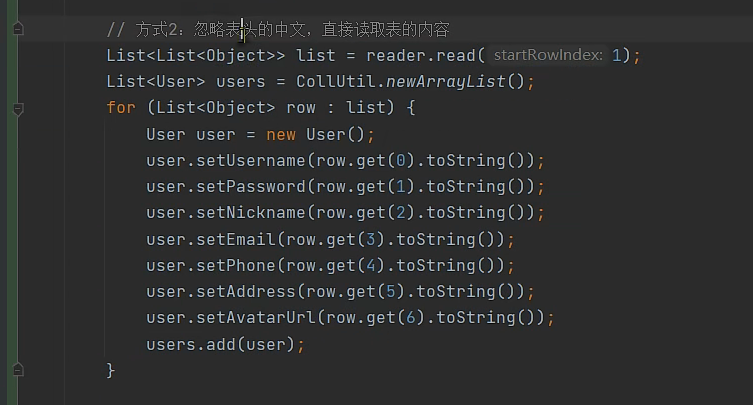 // 方式2：忽略表头的中文，直接读取表的内容
List<List<Object>> list = reader.read( startRowIndex: 1);
List<User> users = CollUtil.newArrayList();
for (List<Object> row : list) {
    User user = new User();
    user.setUsername(row.get(0).toString());
    user.setPassword(row.get(1).toString());
    user.setNickname(row.get(2).toString());
    user.setEmail(row.get(3).toString());
    user.setPhone(row.get(4).toString());
    user.setAddress(row.get(5).toString());
    user.setAvatarUrl(row.get(6).toString());
    users.add(user);
}